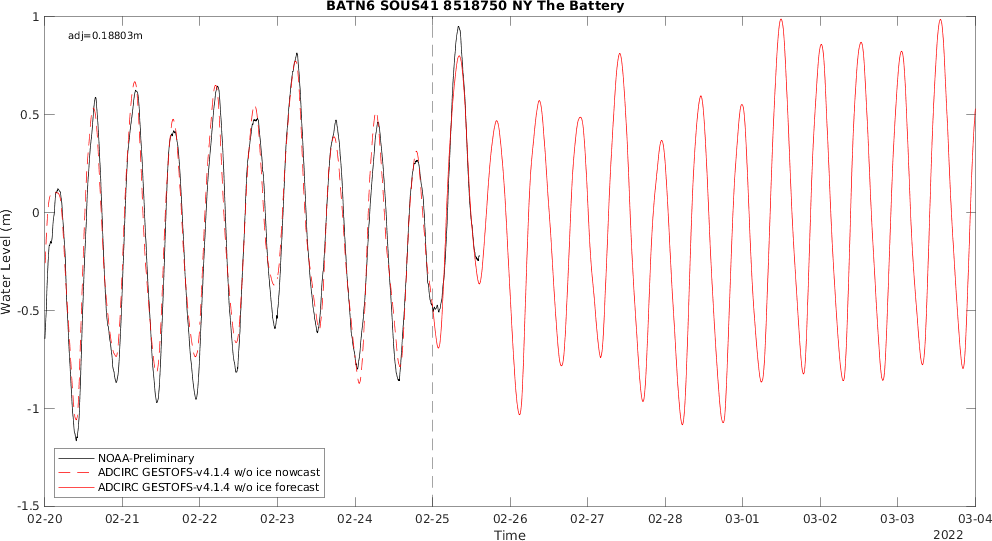 BATN6 SOUS41 8518750 NY The Battery
adj=0.18803m
1
0.5
0
-0.5
-1
-1.5
Water Level (m)
NOAA-Preliminary
ADCIRC GESTOFS-v4.1.4 w/o ice nowcast
ADCIRC GESTOFS-v4.1.4 w/o ice forecast
02-20 02-21 02-22 02-23 02-24 02-25 02-26 02-27 02-28 03-01 03-02 03-03 03-04
Time
2022